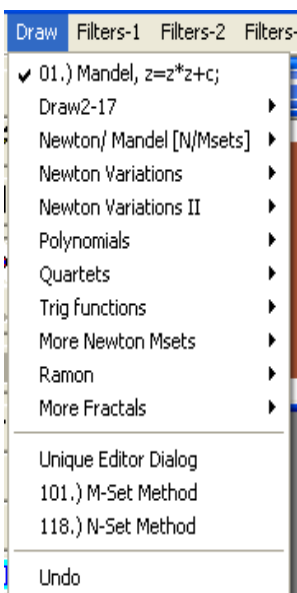 Draw Filters-1 Filters-2 Filters-
01.) Mandel, z=z*z+c;
Draw2-17
Newton/ Mandel [N/Msets]
Newton Variations
Newton Variations II
Polynomials
Quartets
Trig functions
More Newton Msets
Ramon
More Fractals
Unique Editor Dialog
101.) M-Set Method
118.) N-Set Method
Undo